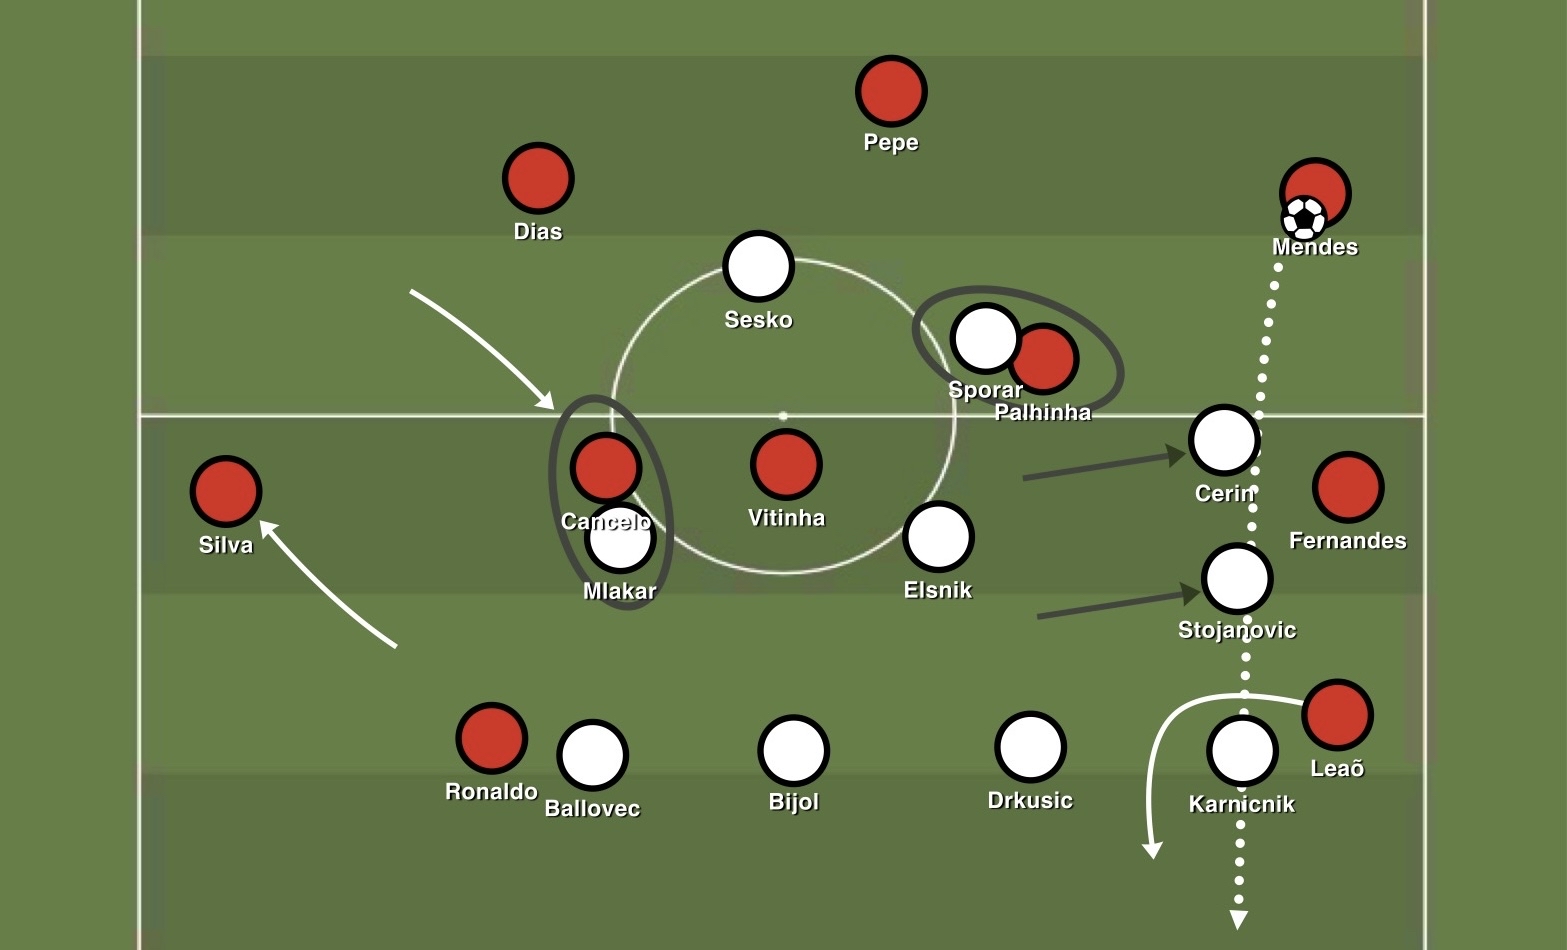 Pepe
Dias
Mendes
Sesko
Sporar
Palhinha
Cancelo
Vitinha
Cerin
Silva
Fernandes
Mlakar
Elsnik
Stojanovic
Ronaldo
Ballovec
Bijol
Drkusic
Karnicnik
Leaõ